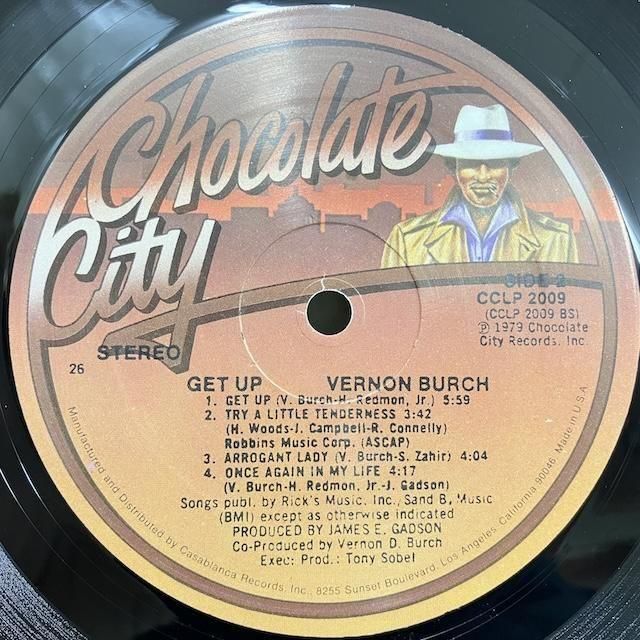 Chocolate
City
SIDE 2
CCLP 2009
(CCLP 2009 BS)
℗ 1979 Chocolate
City Records, Inc.
STEREO
26
GET UP VERNON BURCH
1. GET UP (V. Burch-H. Redmon, Jr.) 5:59
2. TRY A LITTLE TENDERNESS 3:42
(H. Woods-J. Campbell-R. Connelly)
Robbins Music Corp. (ASCAP)
3. ARROGANT LADY (V. Burch-S. Zahir) 4:04
4. ONCE AGAIN IN MY LIFE 4:17
(V. Burch-H. Redmon, Jr.-J. Gadson)
Songs publ. by Rick's Music, Inc., Sand B. Music
(BMI) except as otherwise indicated
PRODUCED BY JAMES E. GADSON
Co-Produced by Vernon D. Burch
Exec: Prod.: Tony Sobel
Manufactured and Distributed by Casablanca Records, Inc., 8255 Sunset Boulevard, Los Angeles, California 90046, Made in U.S.A.